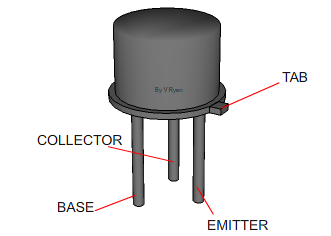 By V Ryan
TAB
COLLECTOR
BASE
EMITTER